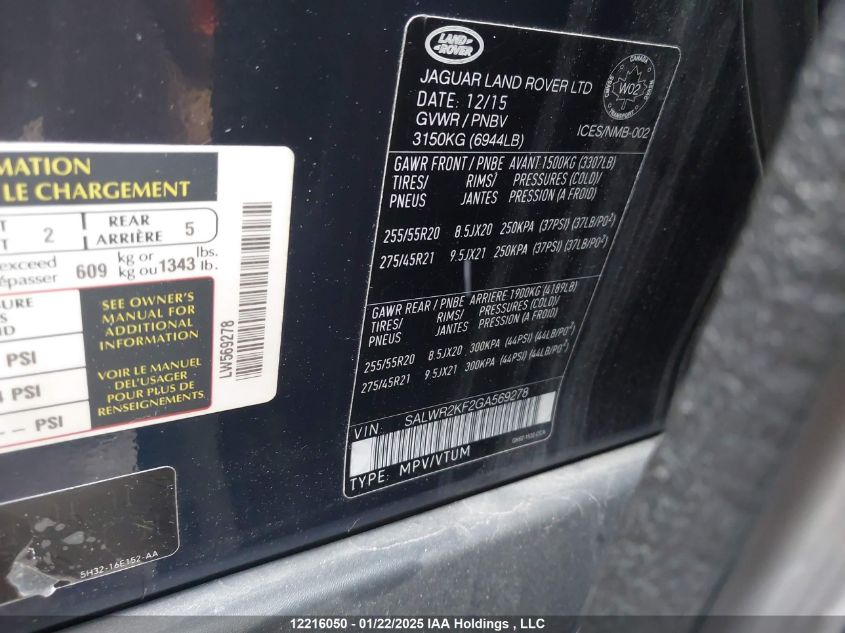 MATION
LE CHARGEMENT
2
REAR
ARRIÈRE 5
exceed
passer 609 kg or
kg ou 1343 lbs.
lb.
SURE
PSI
PSI
-- PSI
SEE OWNER'S
MANUAL FOR
ADDITIONAL
INFORMATION
VOIR LE MANUEL
DEL'USAGER
POUR PLUS DE
RENSEIGNEMENTS
LW569278
5H32-16E152-AA
LAND
ROVER
JAGUAR LAND ROVER LTD
DATE: 12/15
GVWR / PNBV
3150KG (6944LB)
CANADA
W02
TRANSPORT
ICES/NMB-002
GAWR FRONT / PNBE AVANT 1500KG (3307LB)
TIRES/ RIMS/ PRESSURES (COLD)/
PNEUS JANTES PRESSION (A FROID)
255/55R20 8.5JX20 250KPA (37PSI) (37LB/PO²)
275/45R21 9.5JX21 250KPA (37PSI) (37LB/PO²)
GAWR REAR / PNBE ARRIERE 1900KG (4189LB)
TIRES/ RIMS/ PRESSURES (COLD)/
PNEUS JANTES PRESSION (A FROID)
255/55R20 8.5JX20 300KPA (44PSI) (44LB/PO²)
275/45R21 9.5JX21 300KPA (44PSI) (44LB/PO²)
VIN: SALWR2KF2GA569278
TYPE: MPV/VTUM
12216050 - 01/22/2025 IAA Holdings , LLC